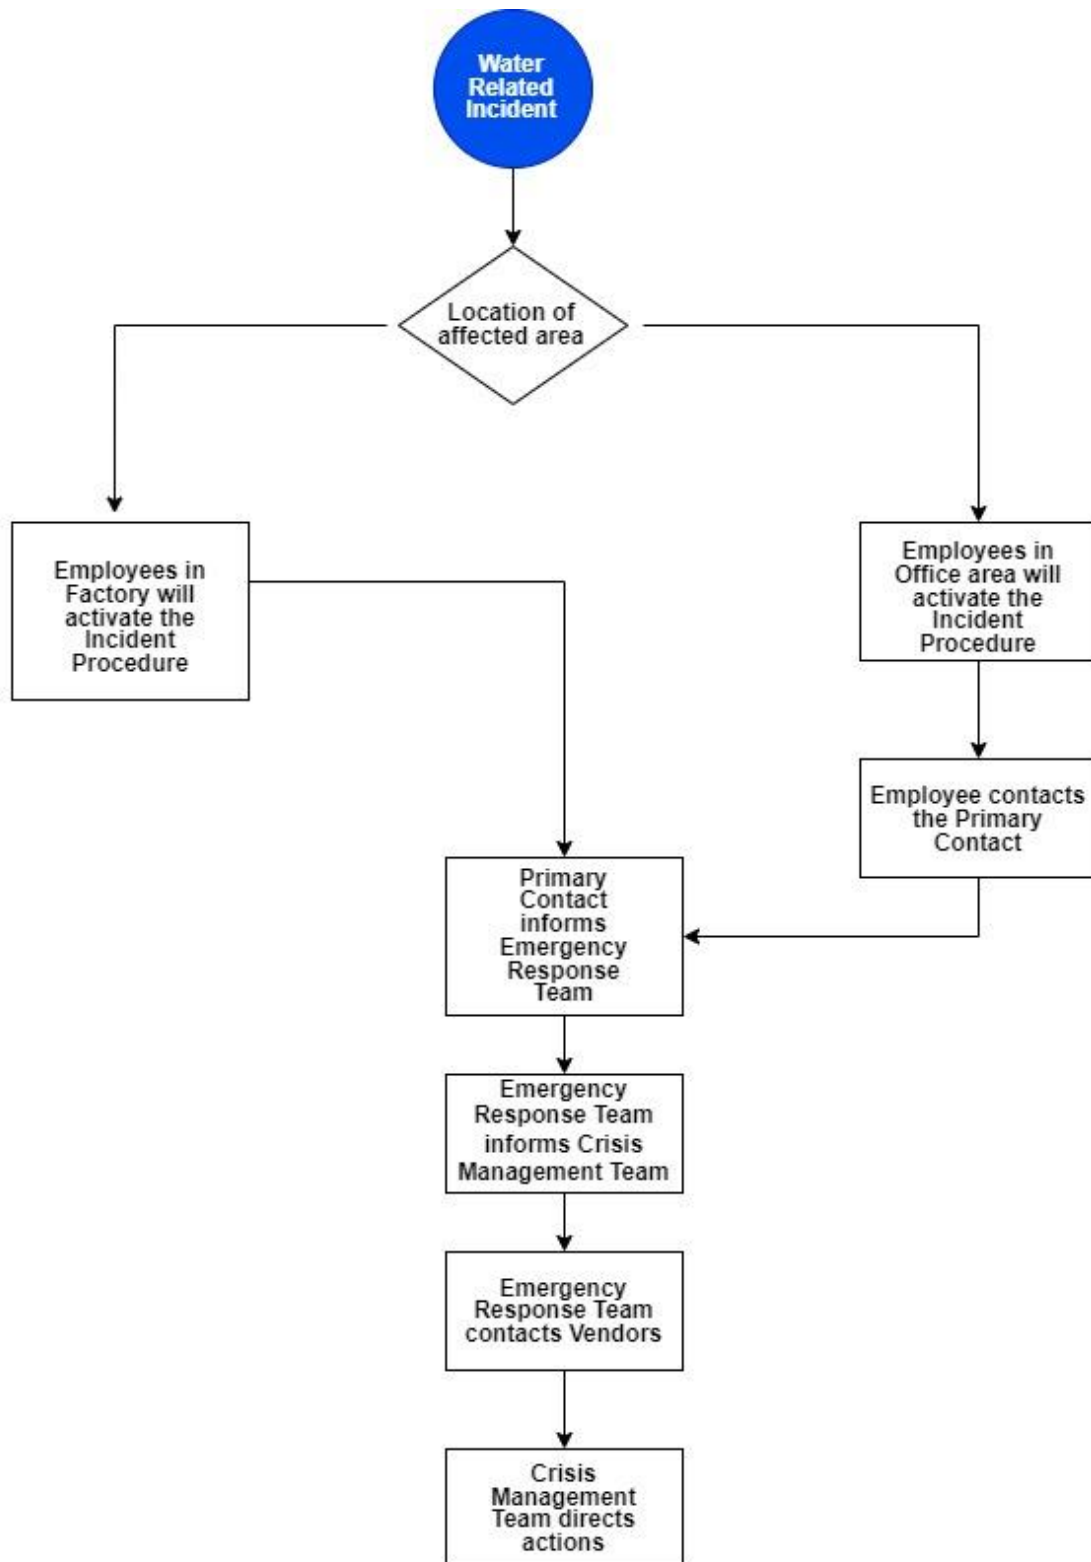 Water
Related
Incident
Location of
affected area
Employees in
Factory will
activate the
Incident
Procedure
Employees in
Office area will
activate the
Incident
Procedure
Employee contacts
the Primary
Contact
Primary
Contact
informs
Emergency
Response
Team
Emergency
Response Team
informs Crisis
Management Team
Emergency
Response Team
contacts Vendors
Crisis
Management
Team directs
actions